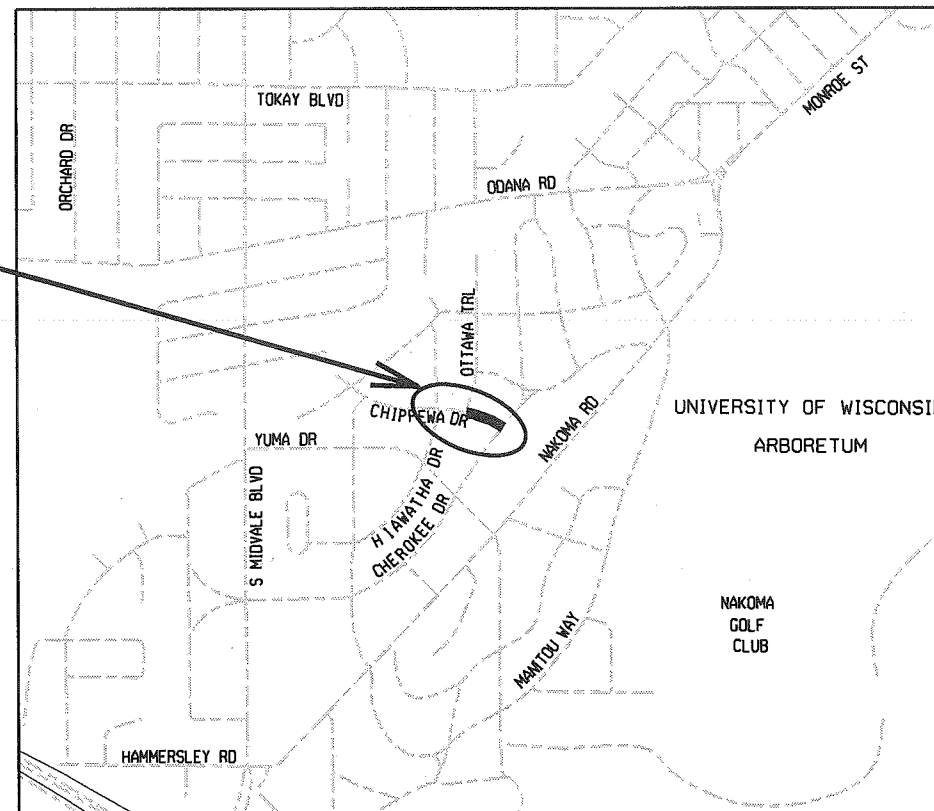 MONROE ST
TOKAY BLVD
ORCHARD DR
ODANA RD
OTTAWA TRL
CHIPPEWA DR
UNIVERSITY OF WISCONSI
ARBORETUM
NAKOMA RD
YUMA DR
HIAWATHA DR
CHEROKEE DR
S MIDVALE BLVD
NAKOMA
GOLF
CLUB
MANITOU WAY
HAMMERSLEY RD